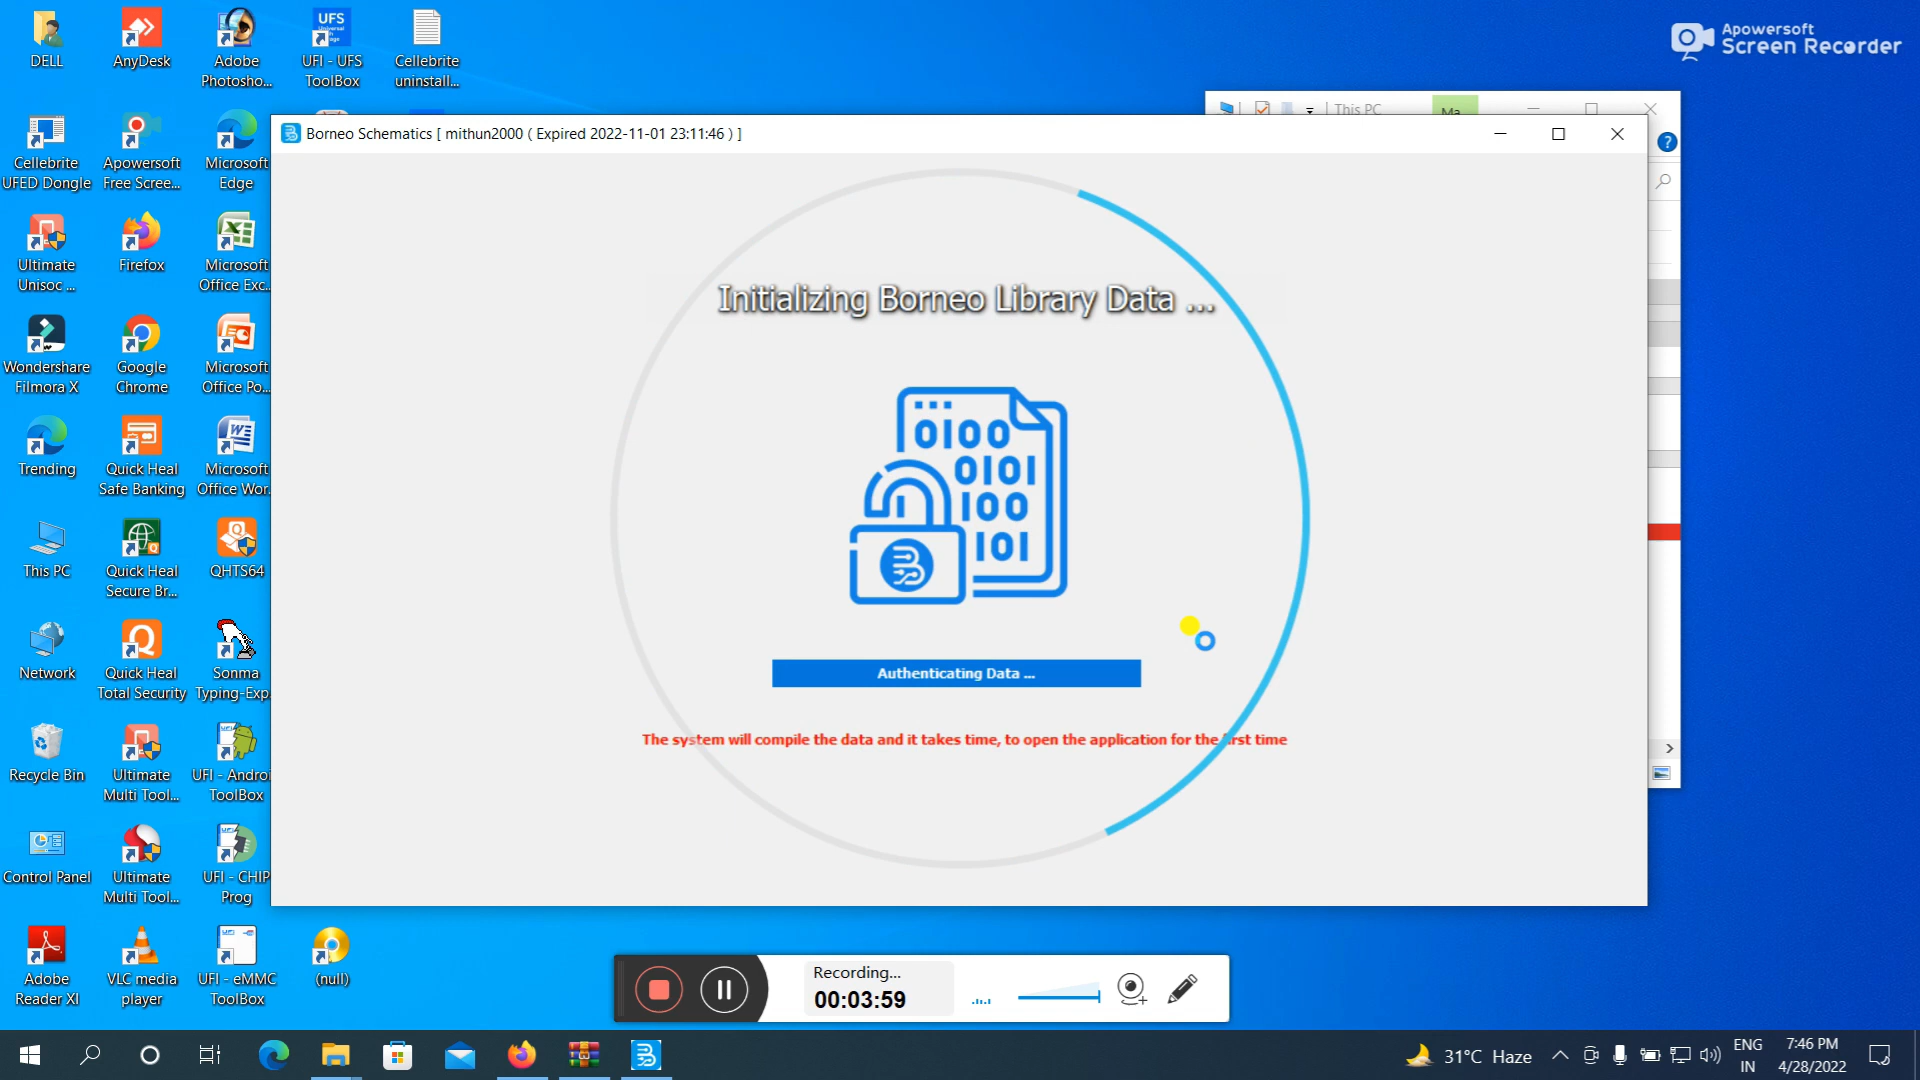 DELL
AnyDesk
Adobe
Photosho...
UFS
UFI - UFS
ToolBox
Cellebrite
uninstall...
Apowersoft
Screen Recorder
This PC
Ma
Cellebrite
UFED Dongle
Apowersoft
Free Scree...
Microsoft
Edge
Borneo Schematics [ mithun2000 ( Expired 2022-11-01 23:11:46 ) ]
Ultimate
Unisoc ...
Firefox
Microsoft
Office Exc...
Initializing Borneo Library Data ...
Wondershare
Filmora X
Google
Chrome
Microsoft
Office Po...
0100
0101
100
101
Trending
Quick Heal
Safe Banking
Microsoft
Office Wor...
This PC
Quick Heal
Secure Br...
QHTS64
Network
Quick Heal
Total Security
Sonma
Typing-Exp...
Authenticating Data ...
The system will compile the data and it takes time, to open the application for the first time
Recycle Bin
Ultimate
Multi Tool...
UFI - Androi
ToolBox
Control Panel
Ultimate
Multi Tool...
UFI - CHIP
Prog
Adobe
Reader XI
VLC media
player
UFI - eMMC
ToolBox
(null)
Recording...
00:03:59
31°C Haze
ENG
IN
7:46 PM
4/28/2022